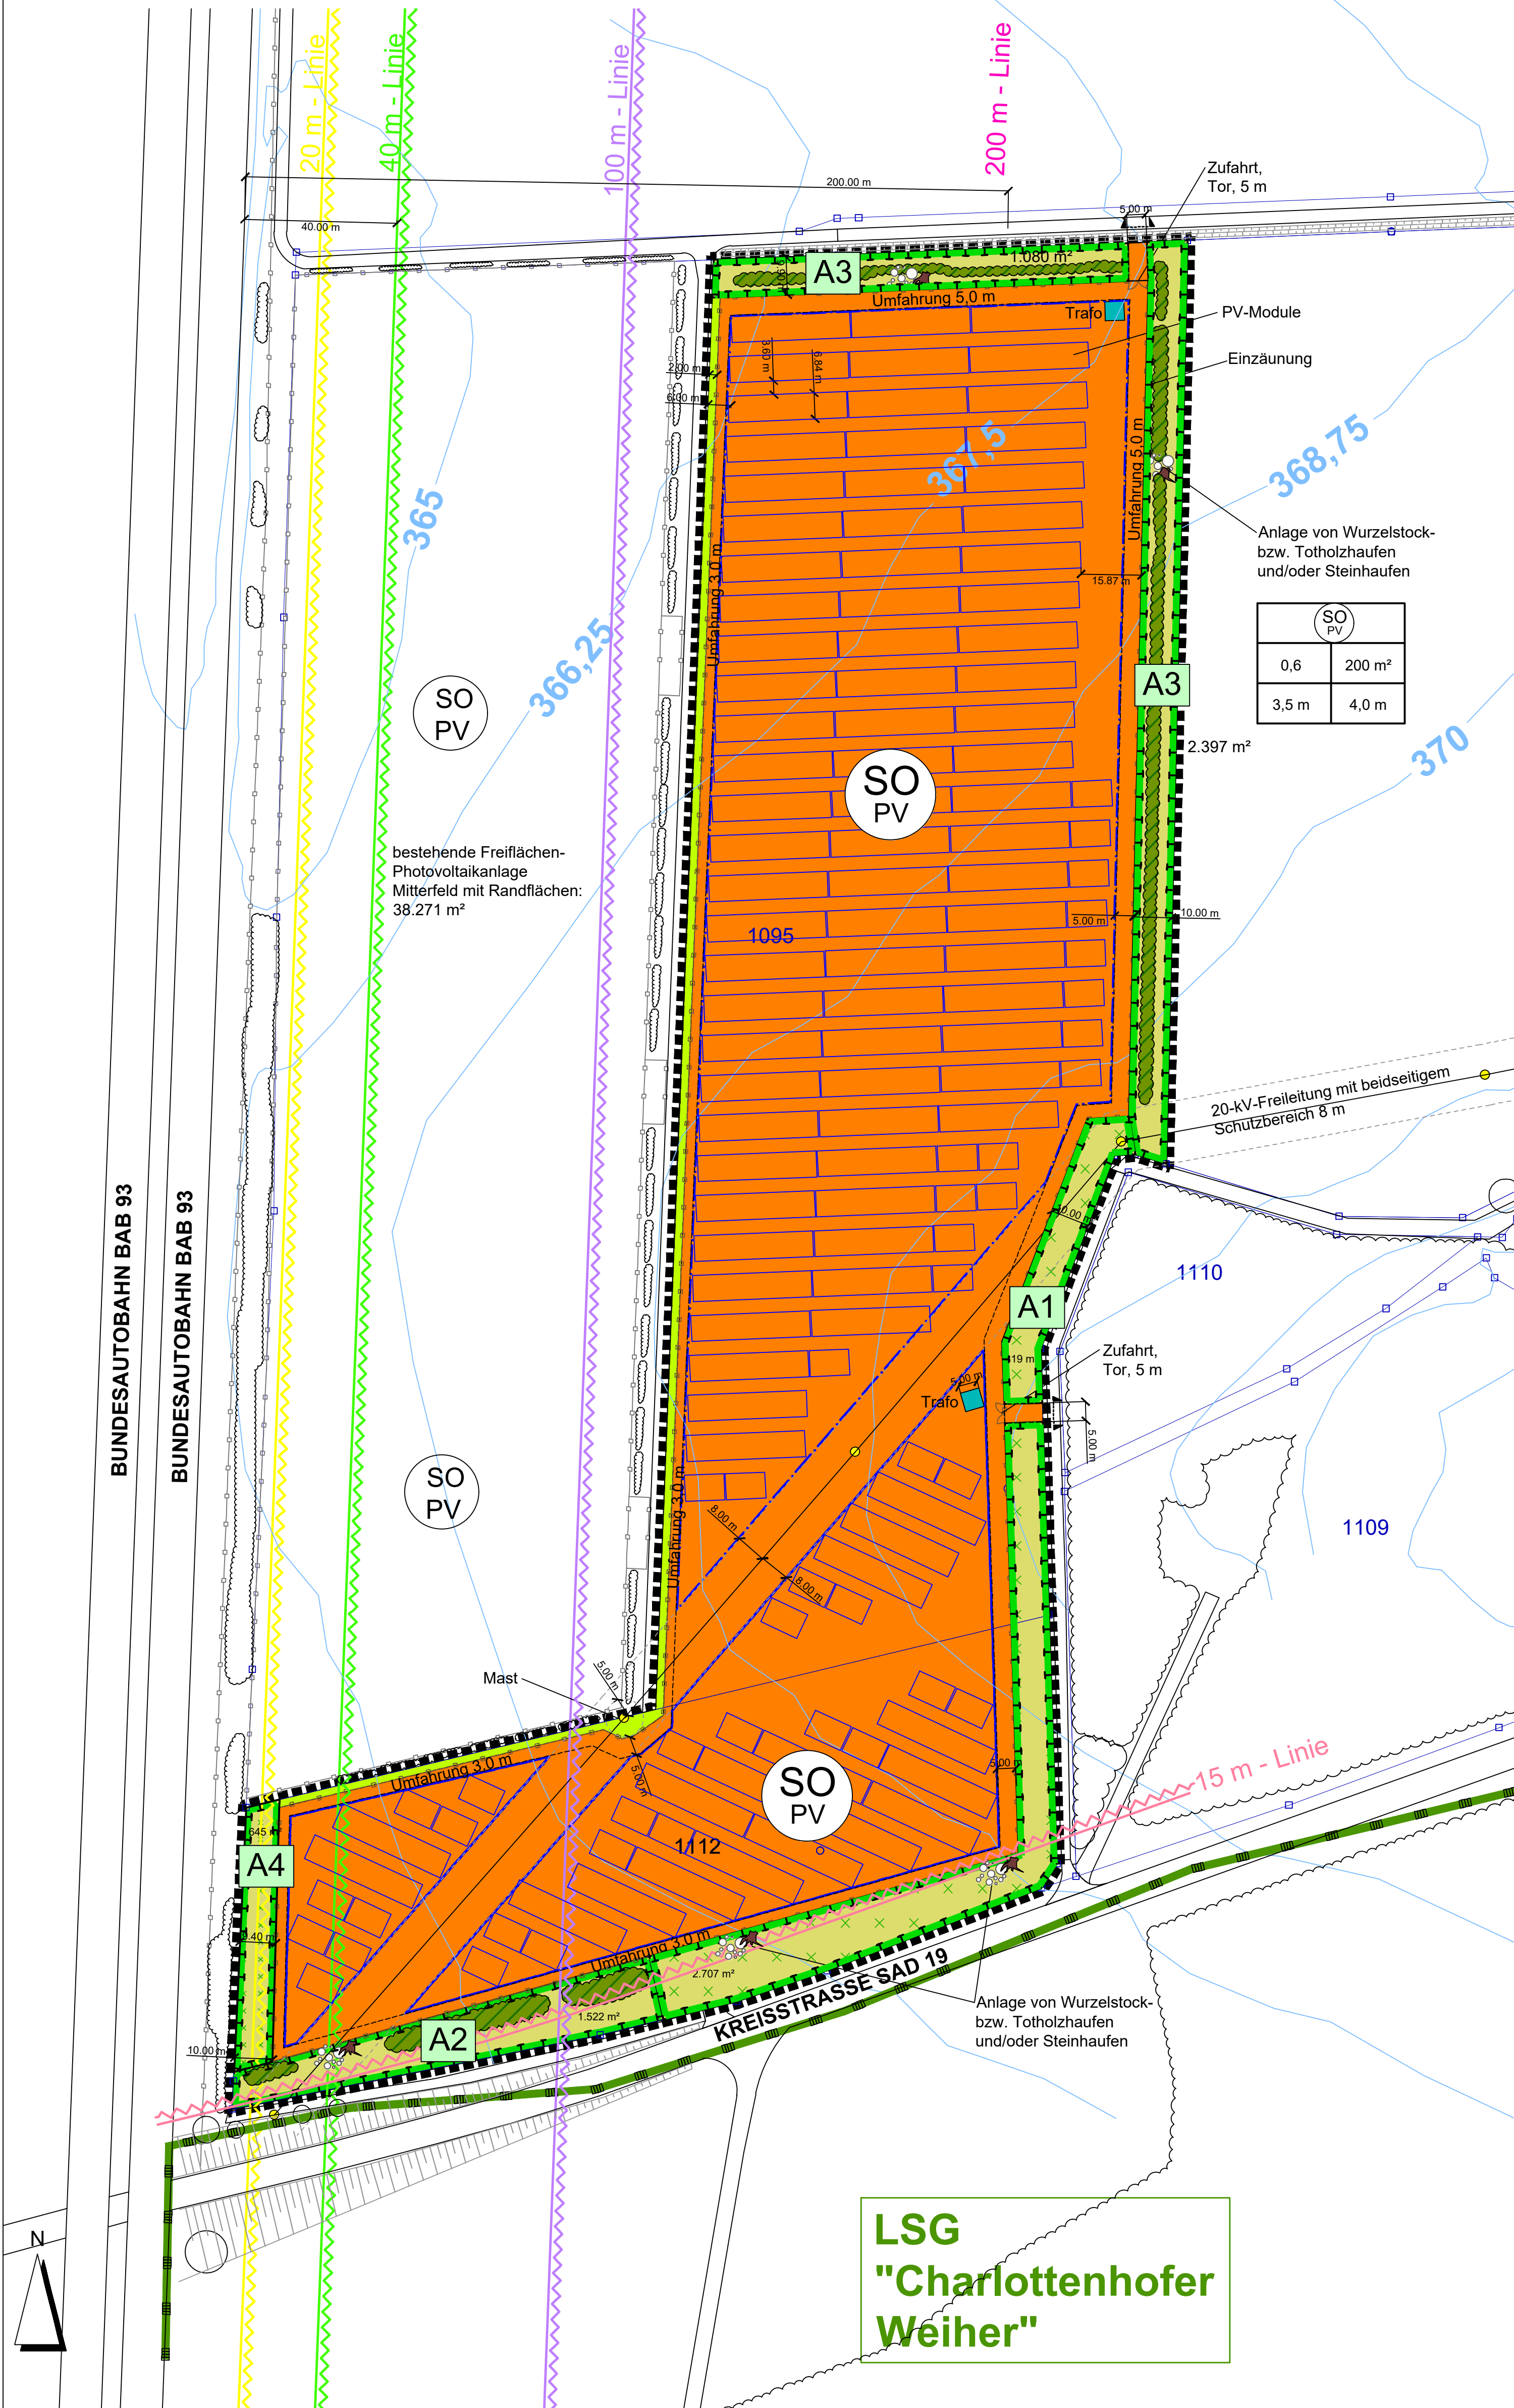 20 m - Linie
40 m - Linie
100 m - Linie
200 m - Linie
200.00 m
40.00 m
Zufahrt,
Tor, 5 m
5.00 m
A3
1.080 m²
Umfahrung 5,0 m
Trafo
PV-Module
Einzäunung
3.60 m
6.84 m
2.00 m
6.00 m
367,5
368,75
365
Umfahrung 5,0 m
Anlage von Wurzelstock-
bzw. Totholzhaufen
und/oder Steinhaufen
15.87 m
Umfahrung 3,0 m
SO
PV
0,6
200 m²
3,5 m
4,0 m
366,25
SO
PV
A3
2.397 m²
370
SO
PV
bestehende Freiflächen-
Photovoltaikanlage
Mitterfeld mit Randflächen:
38.271 m²
1095
5.00 m
10.00 m
20-kV-Freileitung mit beidseitigem
Schutzbereich 8 m
BUNDESAUTOBAHN BAB 93
BUNDESAUTOBAHN BAB 93
1110
A1
Zufahrt,
Tor, 5 m
5.00 m
Trafo
5.00 m
SO
PV
Umfahrung 3,0 m
8.00 m
8.00 m
1109
Mast
5.00 m
5.00 m
Umfahrung 3,0 m
SO
PV
5.00 m
15 m - Linie
645 m²
A4
1112
Umfahrung 3,0 m
2.707 m²
1.522 m²
A2
10.00 m
KREISSTRASSE SAD 19
Anlage von Wurzelstock-
bzw. Totholzhaufen
und/oder Steinhaufen
N
LSG
"Charlottenhofer
Weiher"